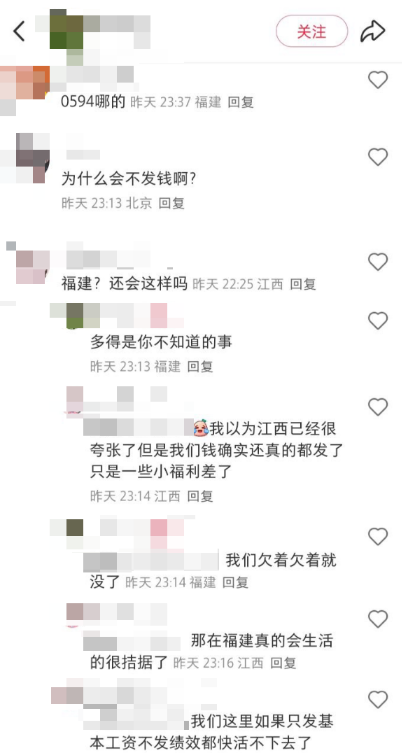 关注
0594哪的 昨天 23:37 福建 回复
为什么会不发钱啊?
昨天 23:13 北京 回复
福建？还会这样吗 昨天 22:25 江西 回复
多得是你不知道的事
昨天 23:13 福建 回复
我以为江西已经很
夸张了但是我们钱确实还真的都发了
只是一些小福利差了
昨天 23:14 江西 回复
我们欠着欠着就
没了 昨天 23:14 福建 回复
那在福建真的会生活
的很拮据了 昨天 23:16 江西 回复
我们这里如果只发基
本工资不发绩效都快活不下去了